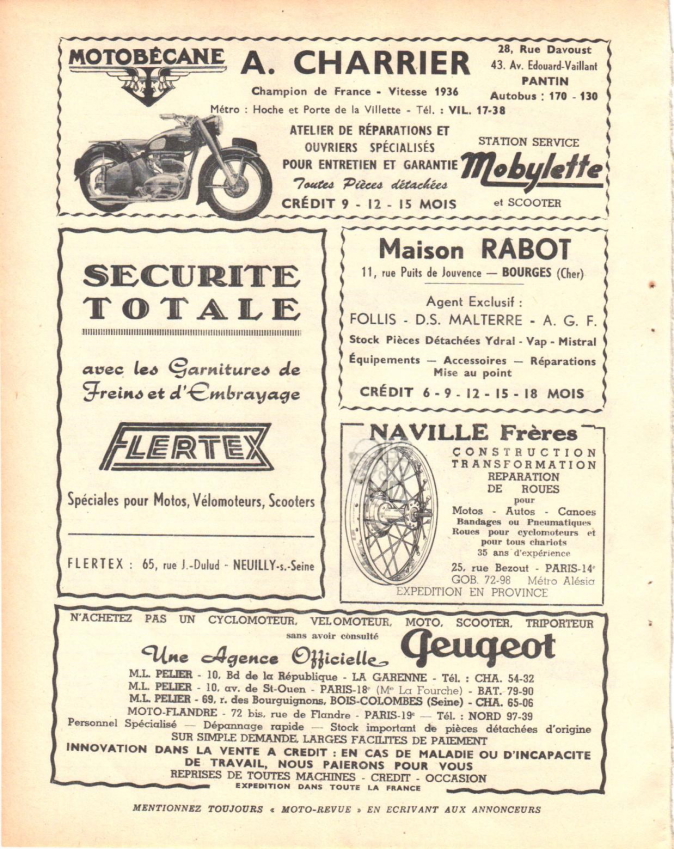 MOTOBÉCANE
A. CHARRIER
28, Rue Davoust
43. Av. Edouard-Vaillant
PANTIN
Autobus : 170 - 130
Champion de France - Vitesse 1936
Métro : Hoche et Porte de la Villette - Tél. : VIL. 17-38
ATELIER DE RÉPARATIONS ET
OUVRIERS SPÉCIALISÉS
POUR ENTRETIEN ET GARANTIE
Toutes Pièces détachées
CRÉDIT 9 - 12 - 15 MOIS
STATION SERVICE
Mobylette
et SCOOTER
SECURITE
TOTALE
avec les Garnitures de
Freins et d'Embrayage
FLERTEX
Spéciales pour Motos, Vélomoteurs, Scooters
FLERTEX : 65, rue J.-Dulud - NEUILLY-s.-Seine
Maison RABOT
11, rue Puits de Jouvence — BOURGES (Cher)
Agent Exclusif :
FOLLIS - D.S. MALTERRE - A. G. F.
Stock Pièces Détachées Ydral - Vap - Mistral
Équipements — Accessoires — Réparations
Mise au point
CRÉDIT 6 - 9 - 12 - 15 - 18 MOIS
NAVILLE Frères
CONSTRUCTION
TRANSFORMATION
REPARATION
DE ROUES
pour
Motos - Autos - Canoes
Bandages ou Pneumatiques
Roues pour cyclomoteurs et
pour tous chariots
35 ans d'expérience
25, rue Bezout - PARIS-14e
GOB. 72-98 Métro Alésia
EXPEDITION EN PROVINCE
N'ACHETEZ PAS UN CYCLOMOTEUR, VELOMOTEUR, MOTO, SCOOTER, TRIPORTEUR
sans avoir consulté
Une Agence Officielle Peugeot
M.L. PELIER - 10, Bd de la République - LA GARENNE - Tél. : CHA. 54-32
M.L. PELIER - 10, av. de St-Ouen - PARIS-18e (Mo La Fourche) - BAT. 79-90
M.L. PELIER - 69, r. des Bourguignons, BOIS-COLOMBES (Seine) - CHA. 65-06
MOTO-FLANDRE - 72 bis, rue de Flandre - PARIS-19e — Tél. : NORD 97-39
Personnel Spécialisé — Dépannage rapide — Stock important de pièces détachées d'origine
SUR SIMPLE DEMANDE, LARGES FACILITES DE PAIEMENT
INNOVATION DANS LA VENTE A CREDIT : EN CAS DE MALADIE OU D'INCAPACITE
DE TRAVAIL, NOUS PAIERONS POUR VOUS
REPRISES DE TOUTES MACHINES - CREDIT - OCCASION
EXPEDITION DANS TOUTE LA FRANCE
MENTIONNEZ TOUJOURS « MOTO-REVUE » EN ECRIVANT AUX ANNONCEURS